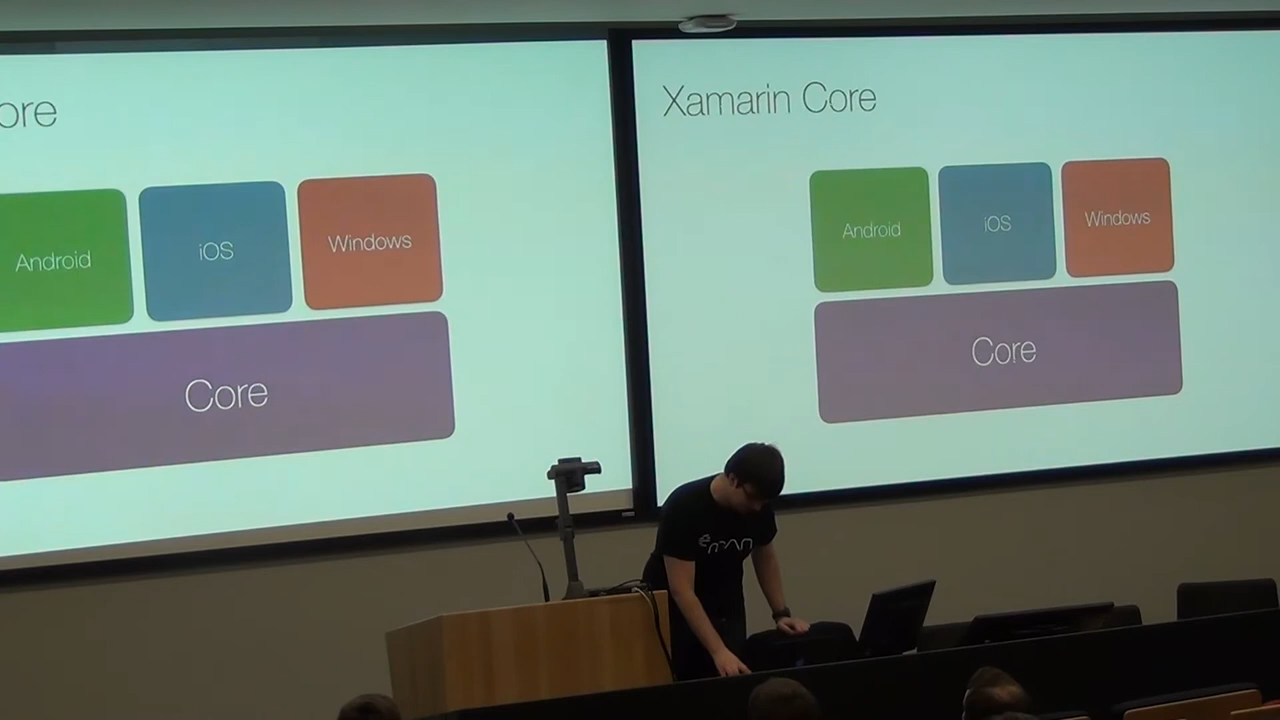 ore
Android
iOS
Windows
Core
Xamarin Core
Android
iOS
Windows
Core